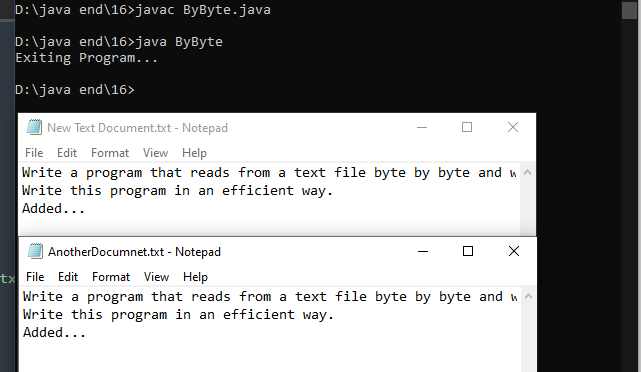 D:\java end\16>javac ByByte.java
D:\java end\16>java ByByte
Exiting Program...
D:\java end\16>
New Text Document.txt - Notepad
File Edit Format View Help
Write a program that reads from a text file byte by byte and w
Write this program in an efficient way.
Added...
AnotherDocumnet.txt - Notepad
File Edit Format View Help
tx
Write a program that reads from a text file byte by byte and w
Write this program in an efficient way.
Added...